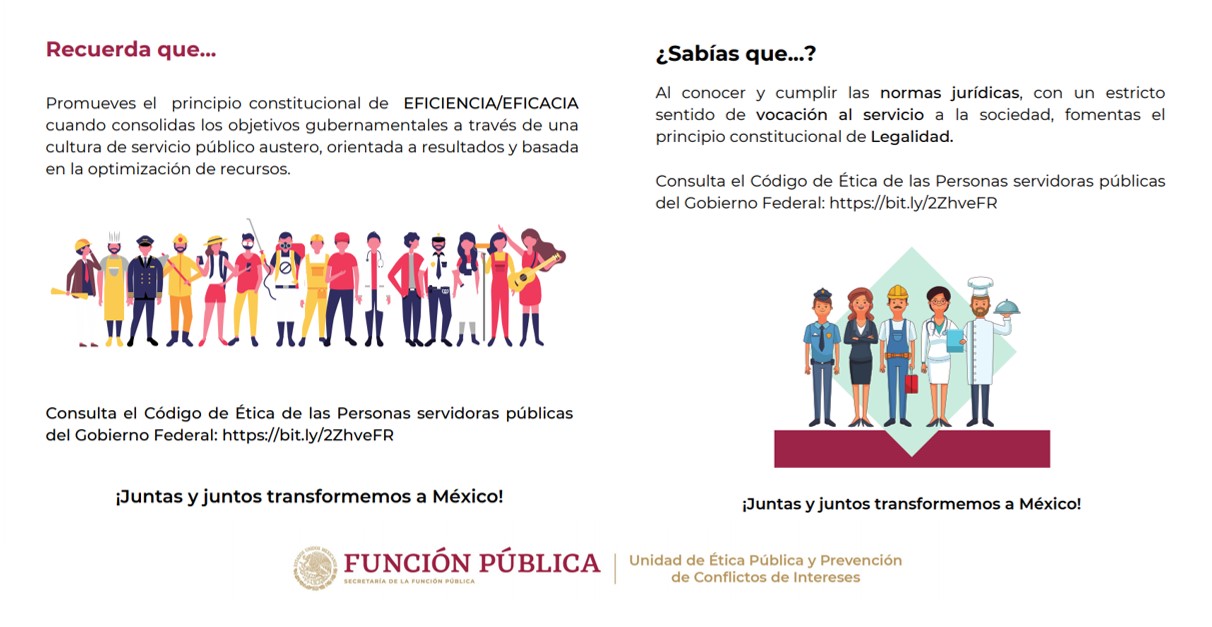 Recuerda que...
Promueves el principio constitucional de EFICIENCIA/EFICACIA
cuando consolidas los objetivos gubernamentales a través de una
cultura de servicio público austero, orientada a resultados y basada
en la optimización de recursos.
Consulta el Código de Ética de las Personas servidoras públicas
del Gobierno Federal: https://bit.ly/2ZhveFR
¡Juntas y juntos transformemos a México!
¿Sabías que...?
Al conocer y cumplir las normas jurídicas, con un estricto
sentido de vocación al servicio a la sociedad, fomentas el
principio constitucional de Legalidad.
Consulta el Código de Ética de las Personas servidoras públicas
del Gobierno Federal: https://bit.ly/2ZhveFR
¡Juntas y juntos transformemos a México!
FUNCIÓN PÚBLICA
SECRETARÍA DE LA FUNCIÓN PÚBLICA
Unidad de Ética Pública y Prevención
de Conflictos de Intereses